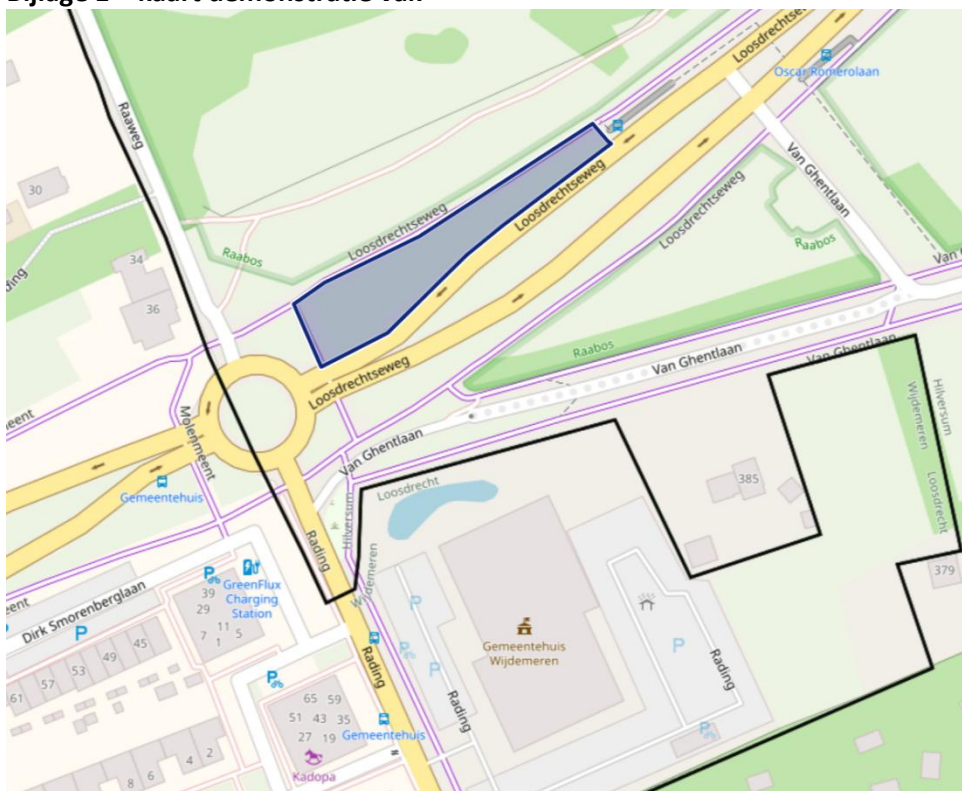 Bijlage 2 – Kaart demonstratie vak
Loosdrechtseweg
Oscar Romerolaan
Raaweg
Van Ghentlaan
30
Loosdrechtseweg
Loosdrechtseweg
Loosdrechtseweg
Raabos
Raabos
34
36
Raabos
Van Ghentlaan
Van Ghentlaan
Loosdrechtseweg
Molenmeent
Van Ghentlaan
Hilversum
Wijdemeren
Loosdrecht
Gemeentehuis
Loosdrecht
385
Hilversum
Wijdemeren
Rading
379
GreenFlux
Charging
Station
39
29
11
7
5
1
Dirk Smorenberglaan
P
P
P
Gemeentehuis
Wijdemeren
P
Rading
Rading
Rading
45
49
53
57
61
65
59
51
43
35
27
19
Gemeentehuis
Kadopa
2
4
6
8